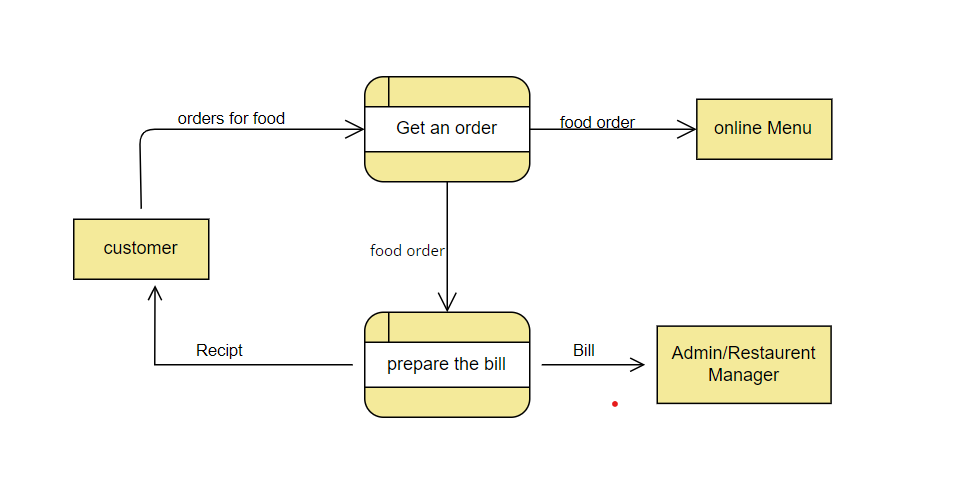 orders for food
Get an order
food order
online Menu
customer
food order
Recipt
prepare the bill
Bill
Admin/Restaurent
Manager